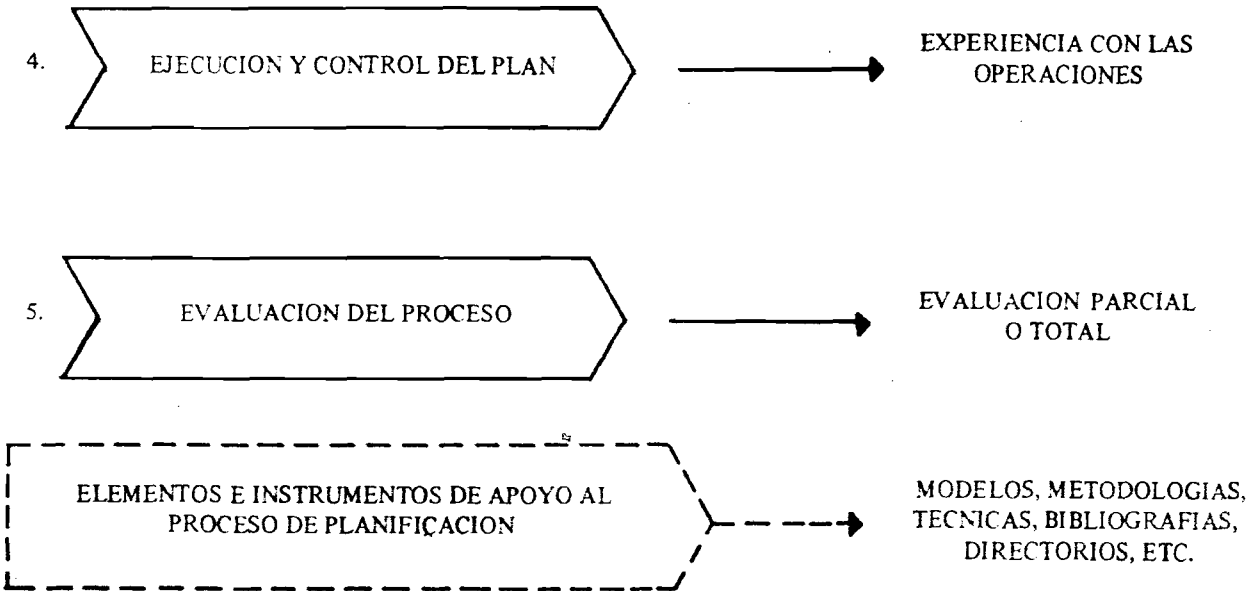 4.
EJECUCION Y CONTROL DEL PLAN
EXPERIENCIA CON LAS
OPERACIONES
5.
EVALUACION DEL PROCESO
EVALUACION PARCIAL
O TOTAL
ELEMENTOS E INSTRUMENTOS DE APOYO AL
PROCESO DE PLANIFICACION
MODELOS, METODOLOGIAS,
TECNICAS, BIBLIOGRAFIAS,
DIRECTORIOS, ETC.